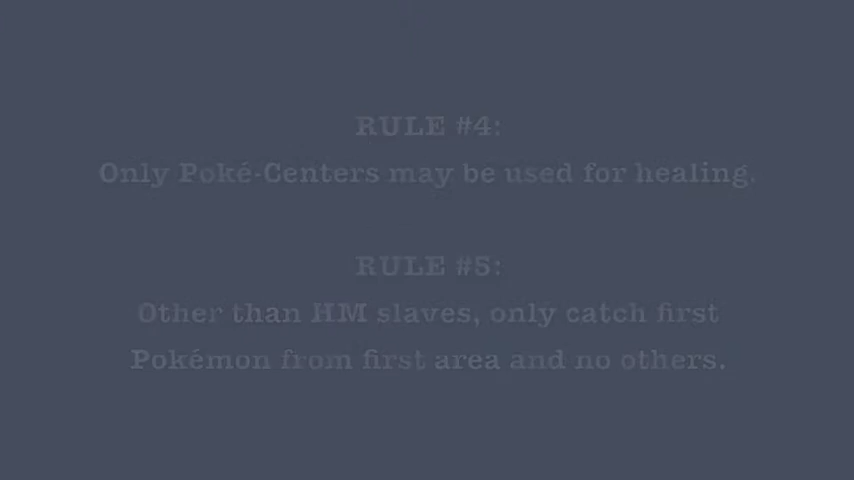 RULE #4:
Only Poké-Centers may be used for healing.
RULE #5:
Other than HM slaves, only catch first
Pokémon from first area and no others.